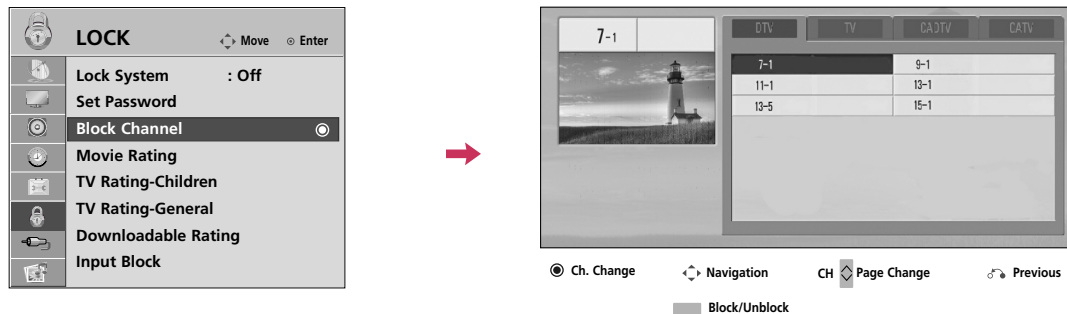 LOCK Move Enter
Lock System : Off
Set Password
Block Channel
Movie Rating
TV Rating-Children
TV Rating-General
Downloadable Rating
Input Block
7-1
DTV TV CADTV CATV
7-1 9-1
11-1 13-1
13-5 15-1
Ch. Change Navigation CH Page Change Previous
Block/Unblock